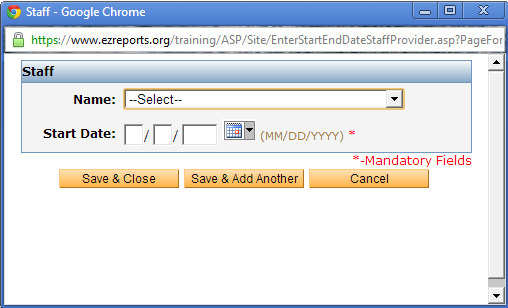 Staff - Google Chrome
https://www.ezreports.org/training/ASP/Site/EnterStartEndDateStaffProvider.asp?PageFor
Staff
Name: --Select--
Start Date: / / (MM/DD/YYYY) *
*-Mandatory Fields
Save & Close Save & Add Another Cancel